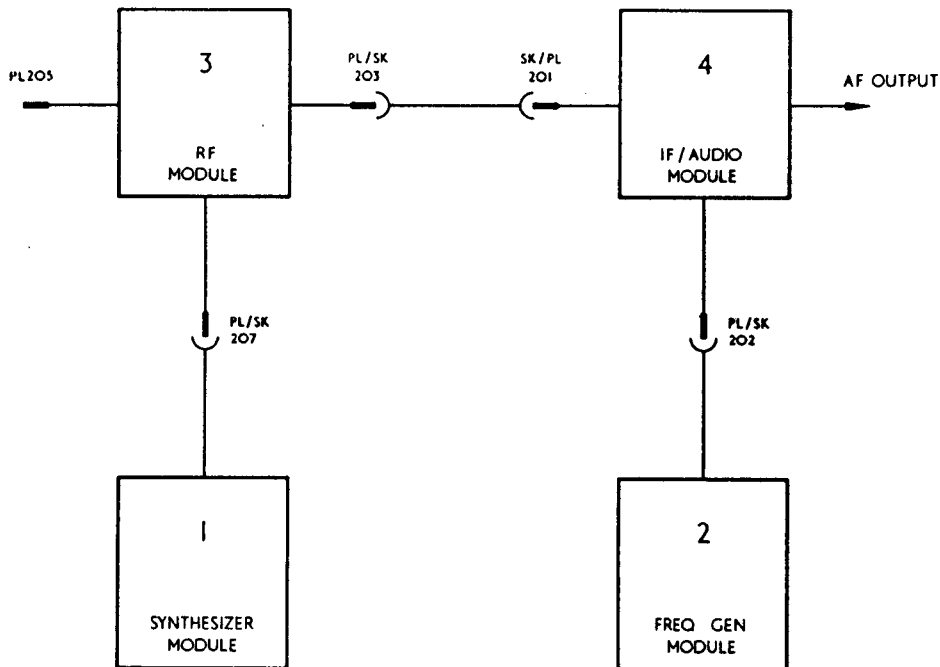 PL205
3
RF
MODULE
PL/SK
203
SK/PL
201
4
IF/AUDIO
MODULE
AF OUTPUT
PL/SK
207
PL/SK
202
1
SYNTHESIZER
MODULE
2
FREQ GEN
MODULE